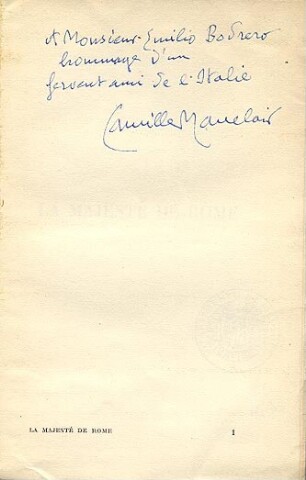 A Monsieur Emilio Bodrero
hommage d'un
fervent ami de l'Italie
Camille Mauclair
LA MAJESTÉ DE ROME
1